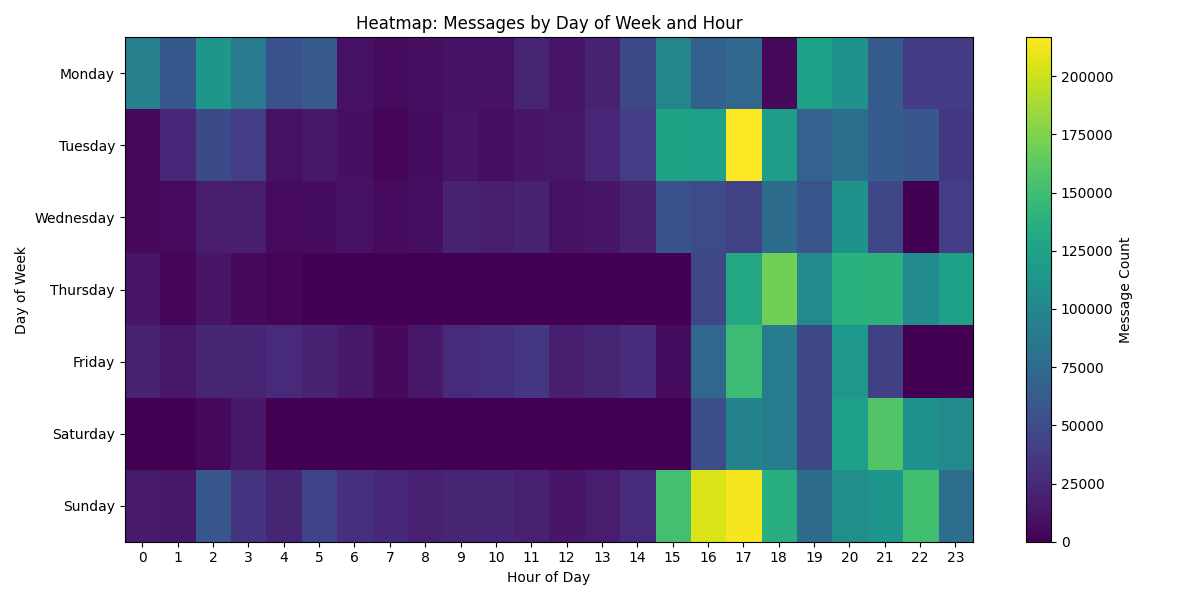 Heatmap: Messages by Day of Week and Hour
Day of Week
Monday
Tuesday
Wednesday
Thursday
Friday
Saturday
Sunday
0 1 2 3 4 5 6 7 8 9 10 11 12 13 14 15 16 17 18 19 20 21 22 23
Hour of Day
200000
175000
150000
125000
100000
75000
50000
25000
0
Message Count